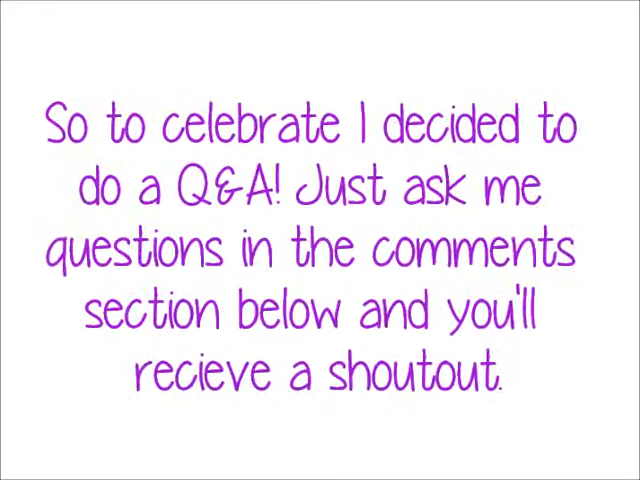 So to celebrate I decided to
do a Q&A! Just ask me
questions in the comments
section below and you'll
recieve a shoutout.